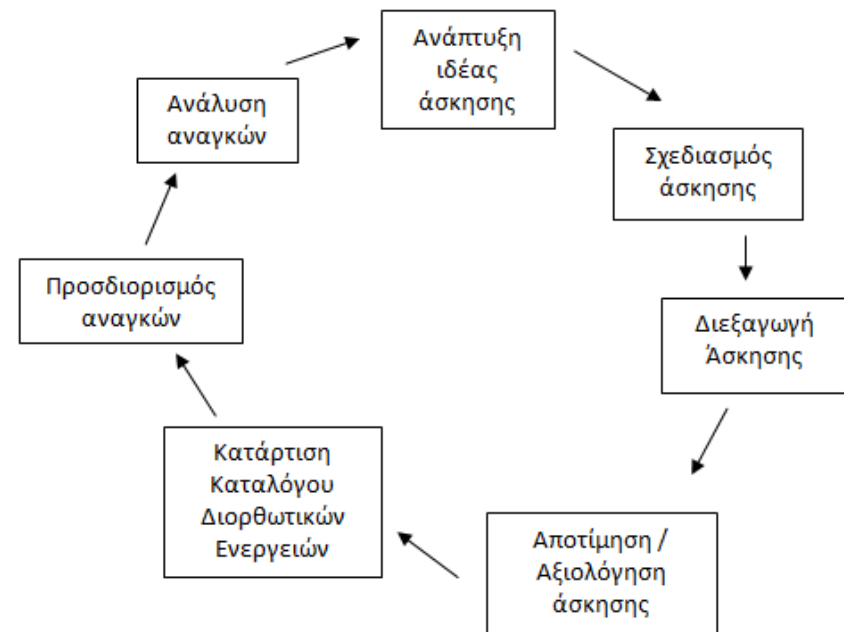 Ανάπτυξη
ιδέας
άσκησης
Ανάλυση
αναγκών
Σχεδιασμός
άσκησης
Προσδιορισμός
αναγκών
Διεξαγωγή
Άσκησης
Κατάρτιση
Καταλόγου
Διορθωτικών
Ενεργειών
Αποτίμηση /
Αξιολόγηση
άσκησης